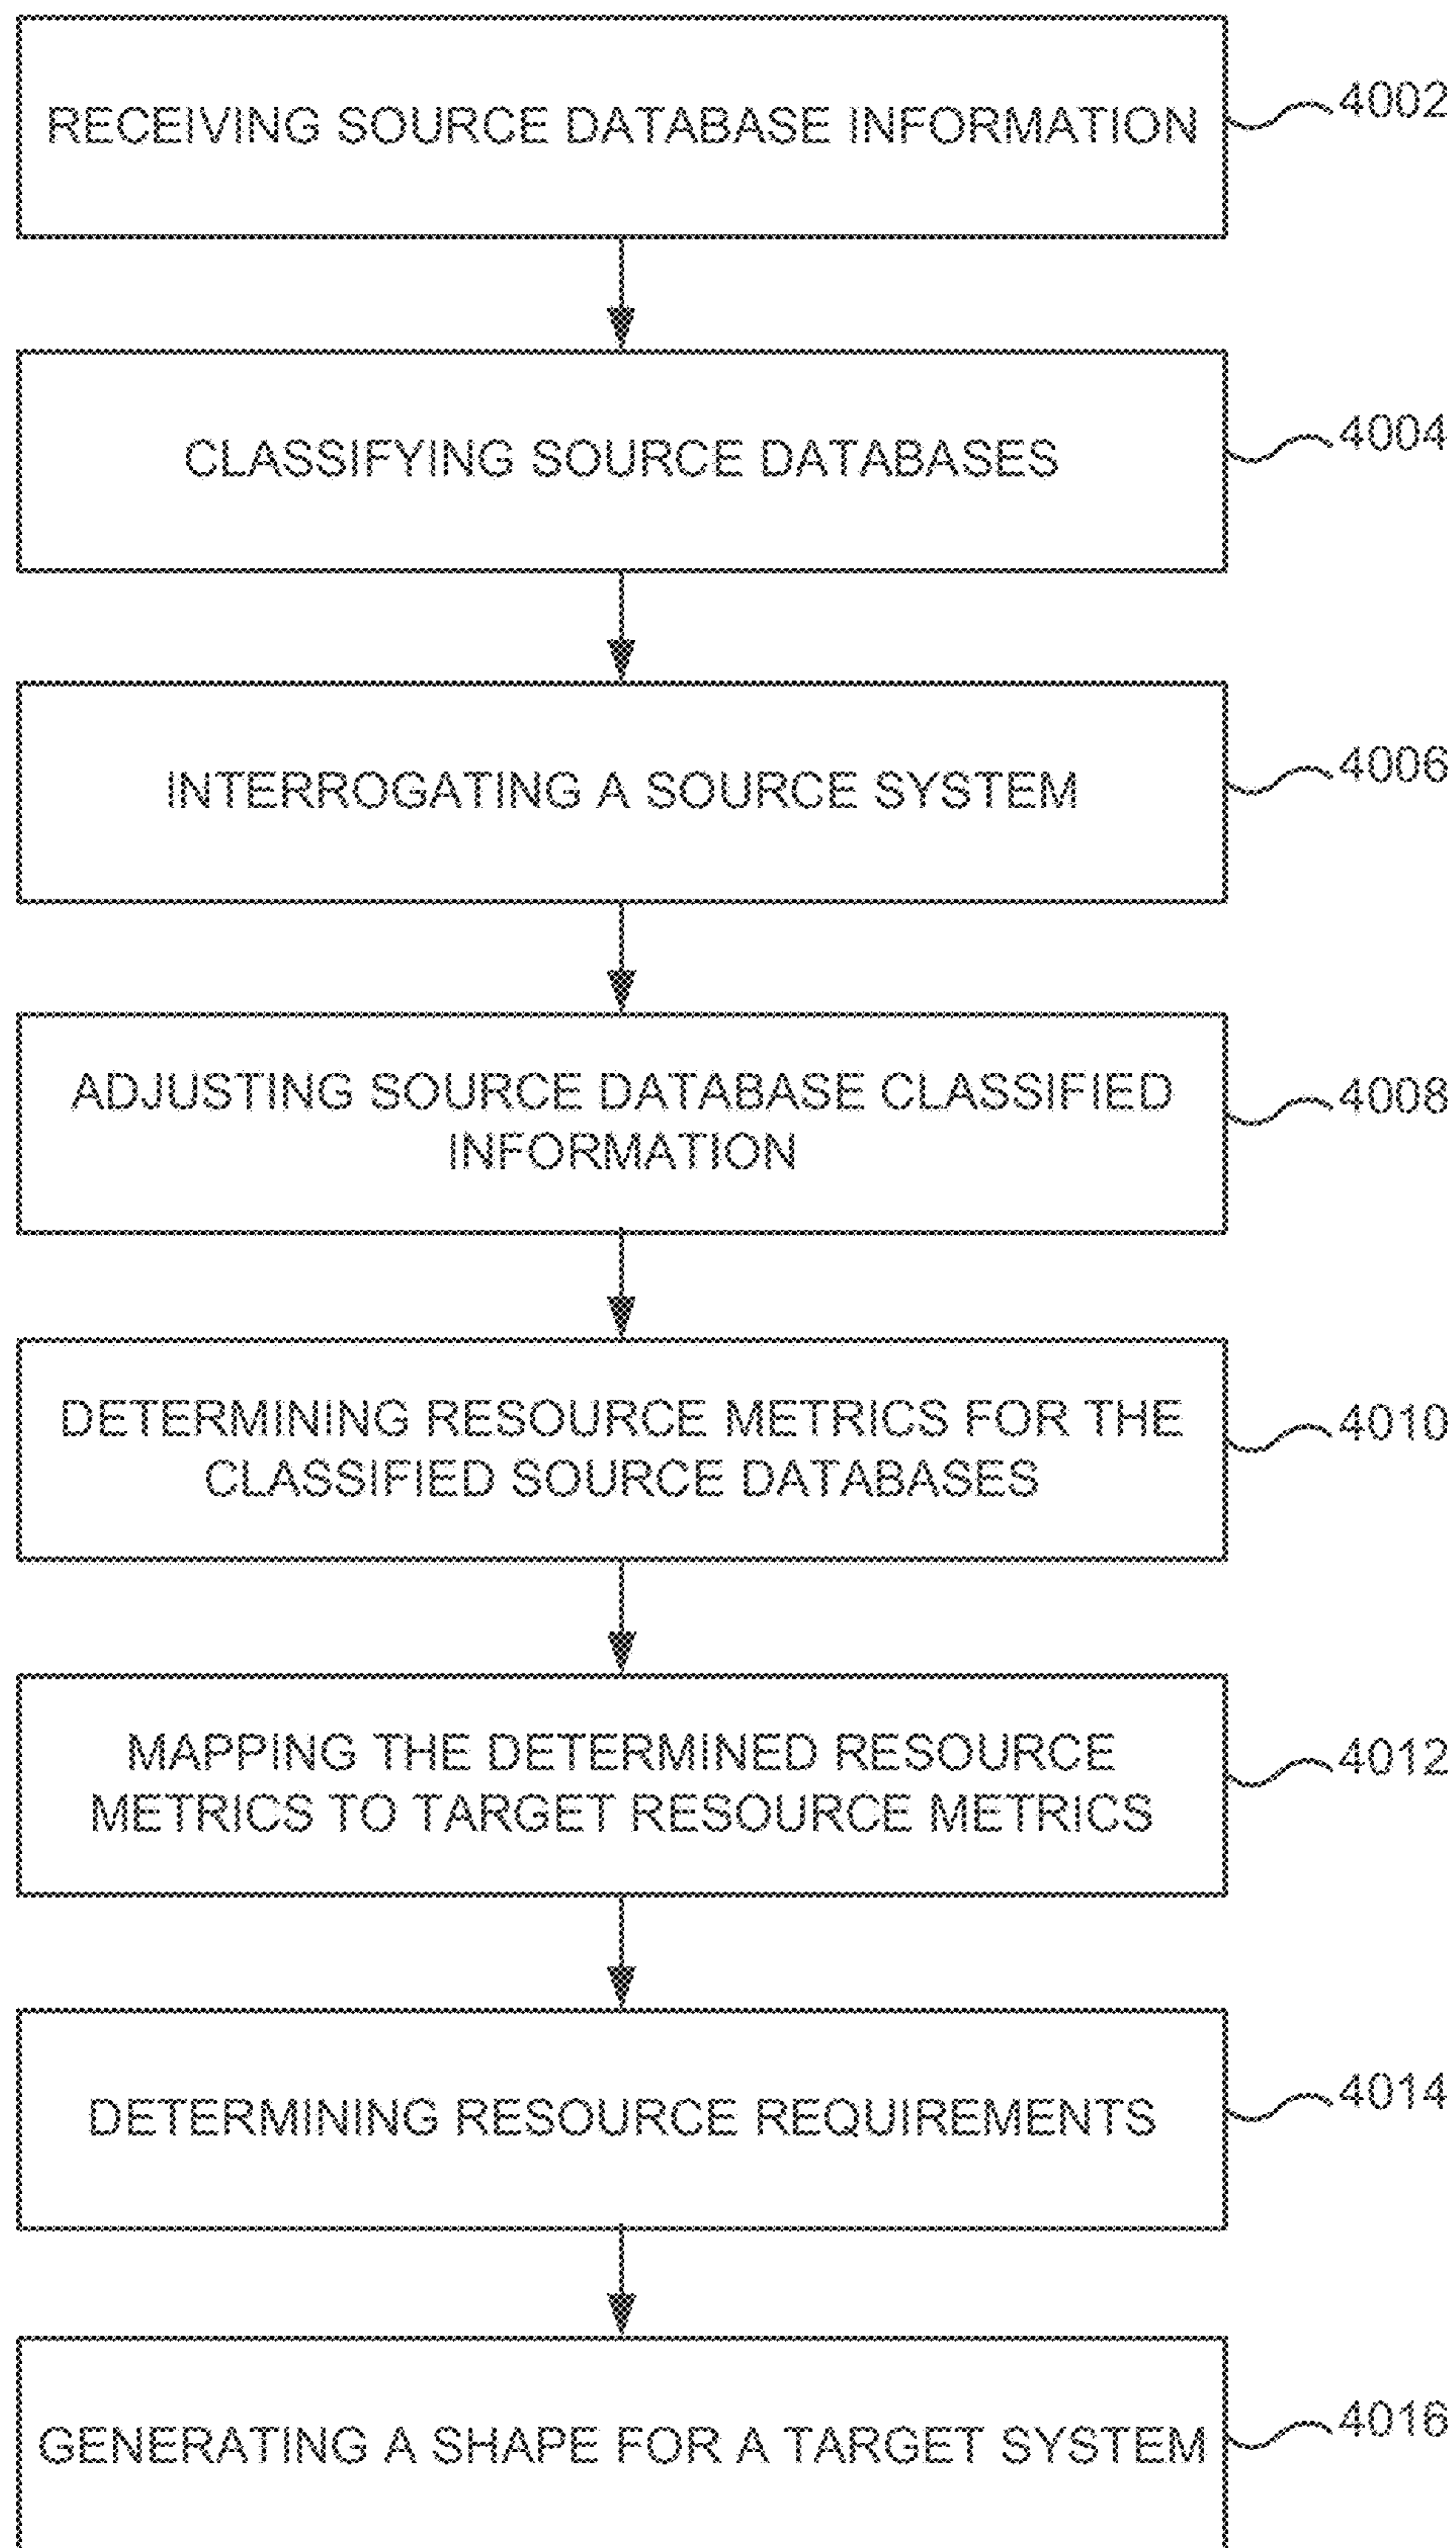 RECEIVING SOURCE DATABASE INFORMATION
4002
CLASSIFYING SOURCE DATABASES
4004
INTERROGATING A SOURCE SYSTEM
4006
ADJUSTING SOURCE DATABASE CLASSIFIED
INFORMATION
4008
DETERMINING RESOURCE METRICS FOR THE
CLASSIFIED SOURCE DATABASES
4010
MAPPING THE DETERMINED RESOURCE
METRICS TO TARGET RESOURCE METRICS
4012
DETERMINING RESOURCE REQUIREMENTS
4014
GENERATING A SHAPE FOR A TARGET SYSTEM
4016